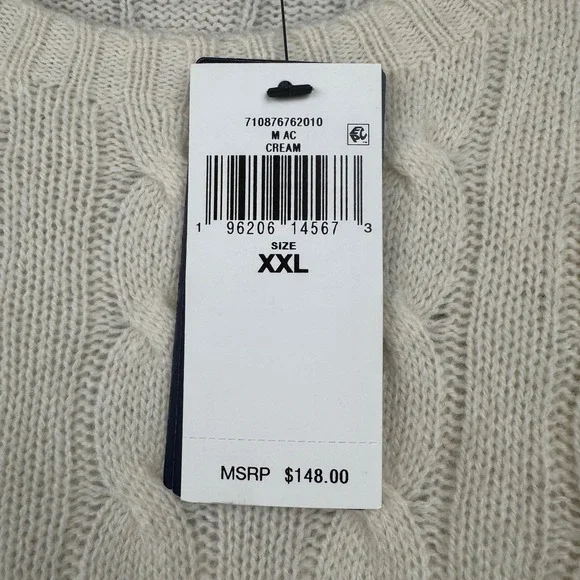 710876762010
M AC
CREAM
1 96206 14567 3
SIZE
XXL
MSRP $148.00